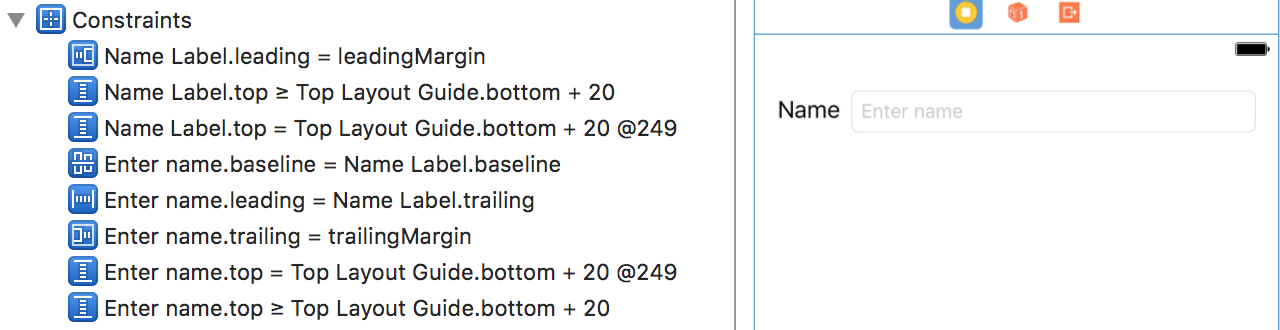 Constraints
Name Label.leading = leadingMargin
Name Label.top ≥ Top Layout Guide.bottom + 20
Name Label.top = Top Layout Guide.bottom + 20 @249
Enter name.baseline = Name Label.baseline
Enter name.leading = Name Label.trailing
Enter name.trailing = trailingMargin
Enter name.top = Top Layout Guide.bottom + 20 @249
Enter name.top ≥ Top Layout Guide.bottom + 20
Name Enter name